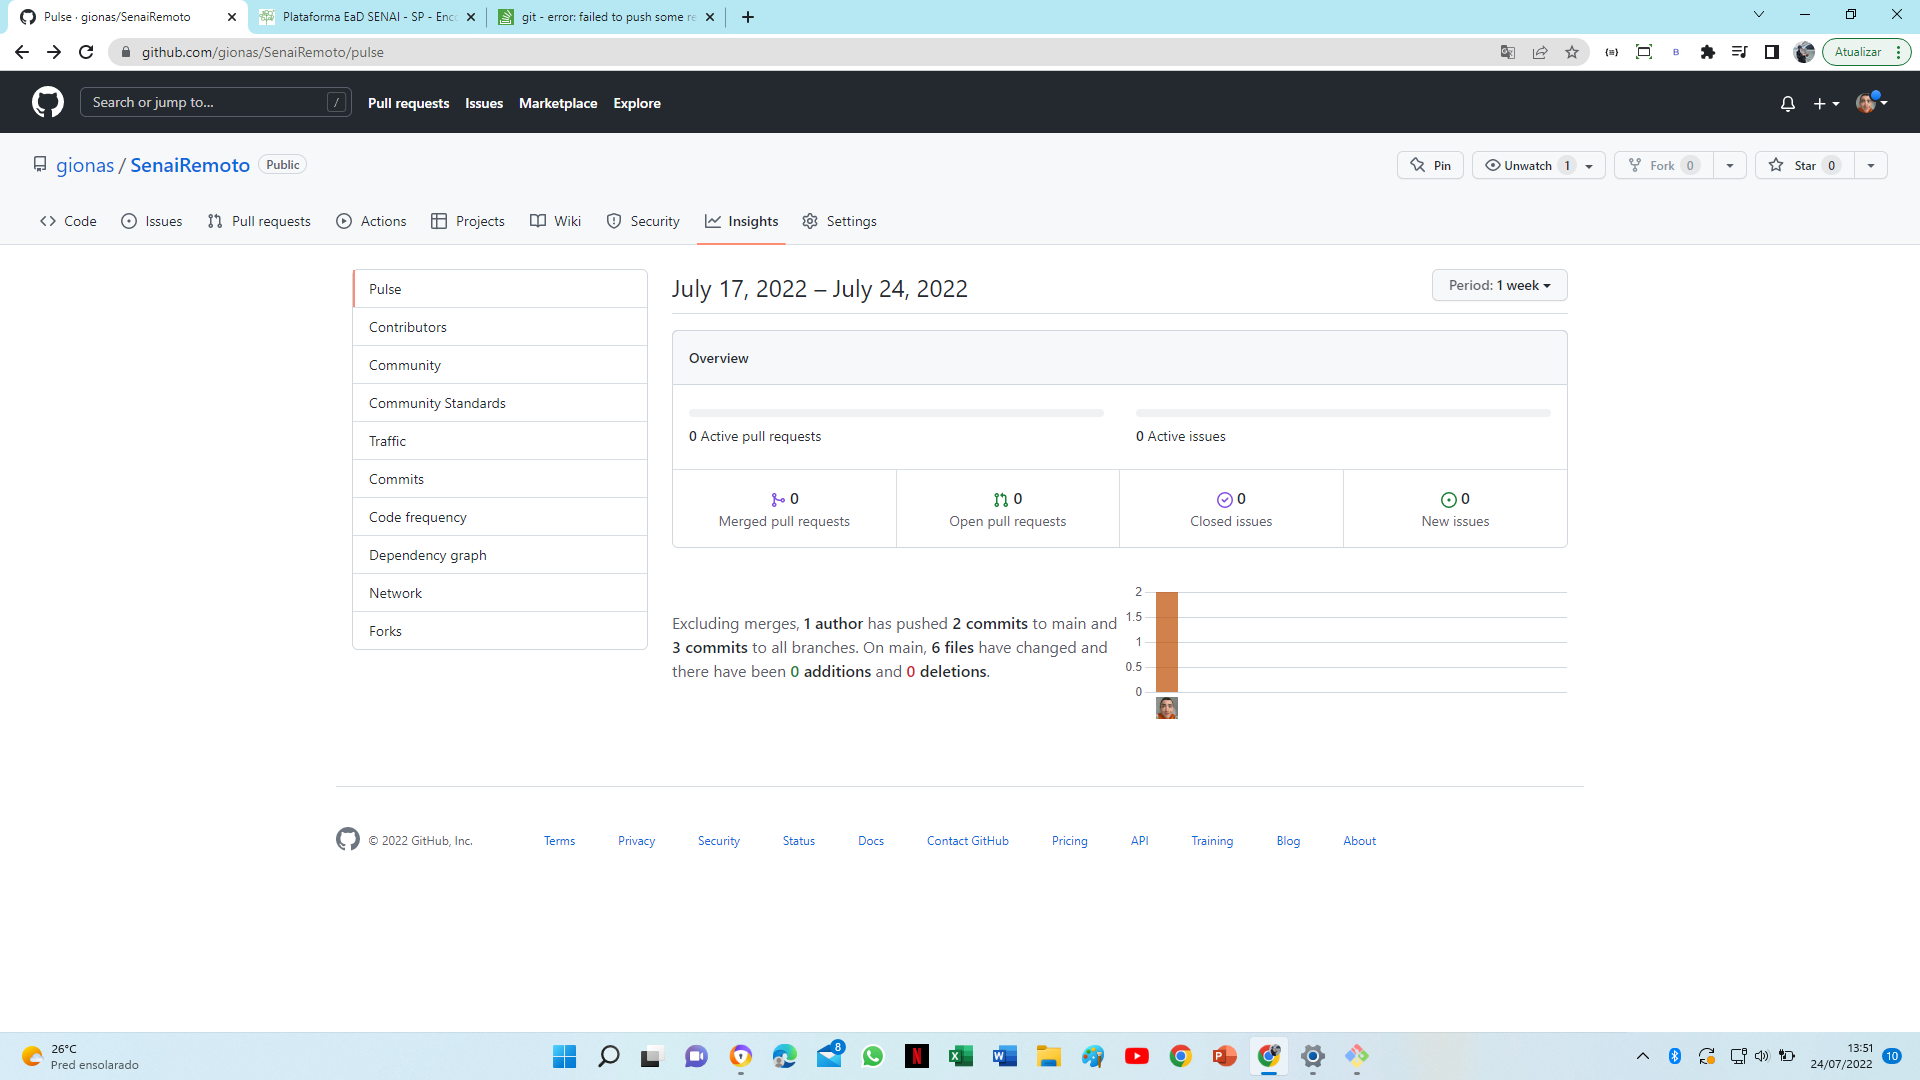 Pulse · gionas/SenaiRemoto
Plataforma EaD SENAI - SP - Enc
git - error: failed to push some re
github.com/gionas/SenaiRemoto/pulse
Atualizar
Search or jump to...
/
Pull requests
Issues
Marketplace
Explore
gionas / SenaiRemoto
Public
Pin
Unwatch 1
Fork 0
Star 0
Code
Issues
Pull requests
Actions
Projects
Wiki
Security
Insights
Settings
Pulse
Contributors
Community
Community Standards
Traffic
Commits
Code frequency
Dependency graph
Network
Forks
July 17, 2022 – July 24, 2022
Period: 1 week
Overview
0 Active pull requests
0 Active issues
0
Merged pull requests
0
Open pull requests
0
Closed issues
0
New issues
Excluding merges, 1 author has pushed 2 commits to main and
3 commits to all branches. On main, 6 files have changed and
there have been 0 additions and 0 deletions.
2
1.5
1
0.5
0
© 2022 GitHub, Inc.
Terms
Privacy
Security
Status
Docs
Contact GitHub
Pricing
API
Training
Blog
About
26°C
Pred ensolarado
8
13:51
24/07/2022
10